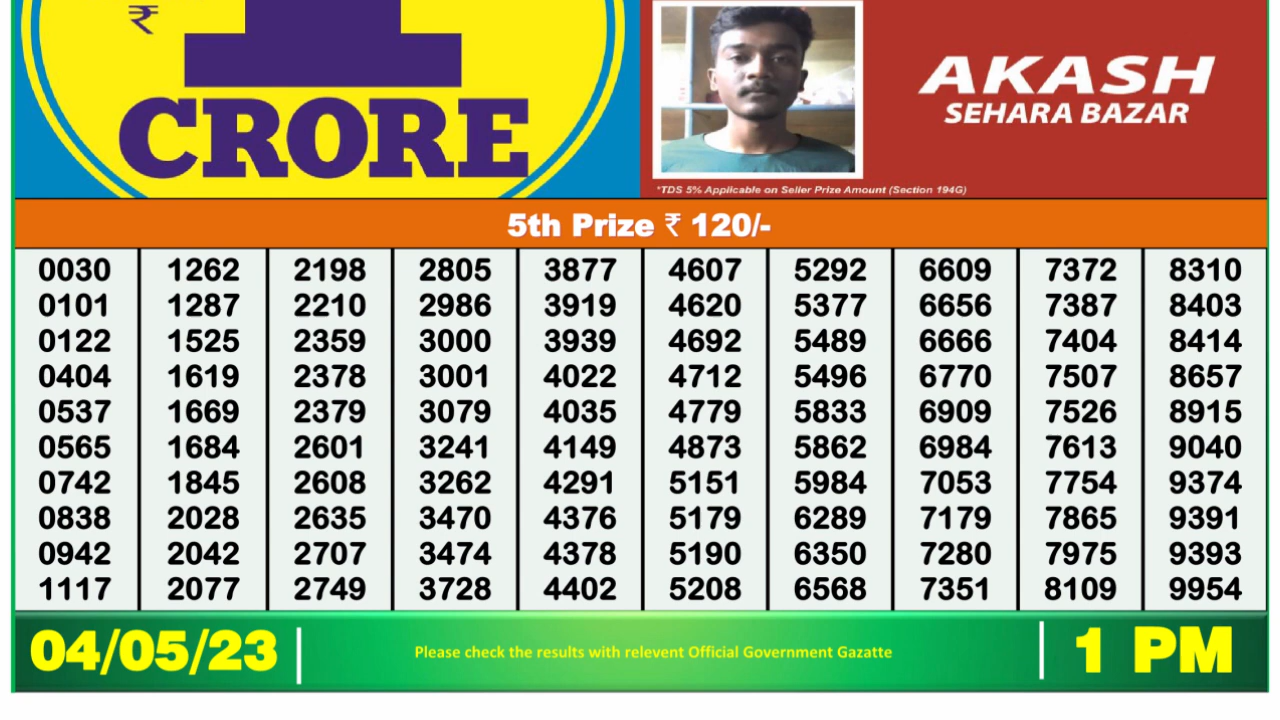 ₹
1
CRORE
AKASH
SEHARA BAZAR
*TDS 5% Applicable on Seller Prize Amount (Section 194G)
5th Prize ₹ 120/-
0030 1262 2198 2805 3877 4607 5292 6609 7372 8310
0101 1287 2210 2986 3919 4620 5377 6656 7387 8403
0122 1525 2359 3000 3939 4692 5489 6666 7404 8414
0404 1619 2378 3001 4022 4712 5496 6770 7507 8657
0537 1669 2379 3079 4035 4779 5833 6909 7526 8915
0565 1684 2601 3241 4149 4873 5862 6984 7613 9040
0742 1845 2608 3262 4291 5151 5984 7053 7754 9374
0838 2028 2635 3470 4376 5179 6289 7179 7865 9391
0942 2042 2707 3474 4378 5190 6350 7280 7975 9393
1117 2077 2749 3728 4402 5208 6568 7351 8109 9954
04/05/23
Please check the results with relevent Official Government Gazatte
1 PM